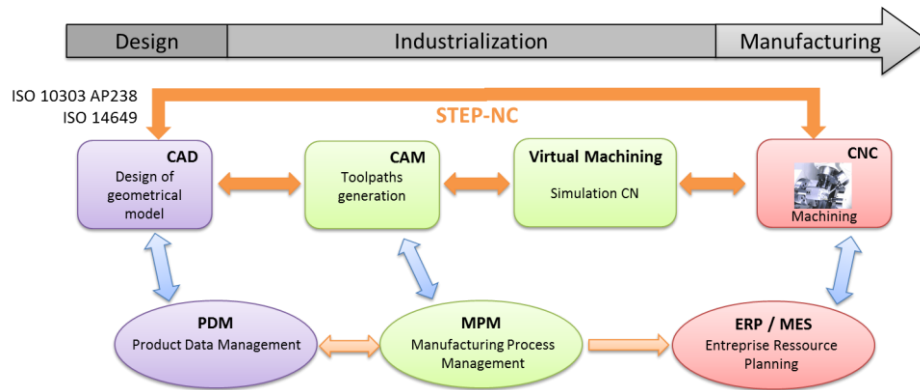 Design
Industrialization
Manufacturing
ISO 10303 AP238
ISO 14649
STEP-NC
CAD
Design of
geometrical
model
CAM
Toolpaths
generation
Virtual Machining
Simulation CN
CNC
Machining
PDM
Product Data Management
MPM
Manufacturing Process
Management
ERP / MES
Entreprise Ressource
Planning